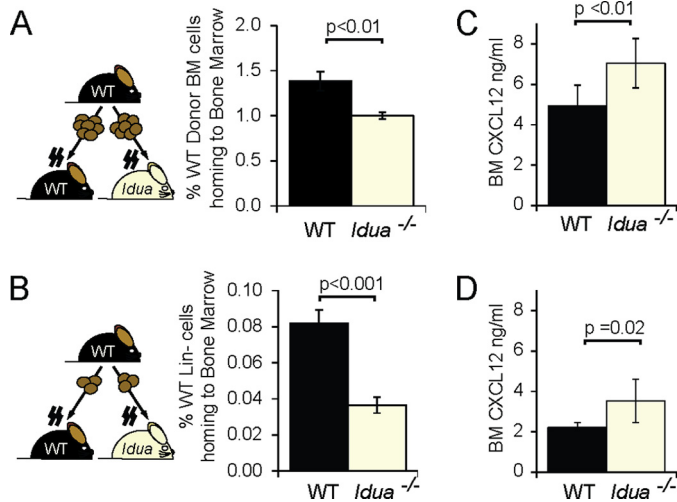 A
WT
WT
Idua
% WT Donor BM cells
homing to Bone Marrow
2.0
1.5
1.0
0.5
0.0
p<0.01
WT Idua -/-
C
BM CXCL12 ng/ml
8
6
4
2
0
p <0.01
WT Idua -/-
B
WT
WT
Idua
% WT Lin- cells
homing to Bone Marrow
0.10
0.08
0.06
0.04
0.02
0.00
p<0.001
WT Idua -/-
D
BM CXCL12 ng/ml
8
6
4
2
0
p =0.02
WT Idua -/-